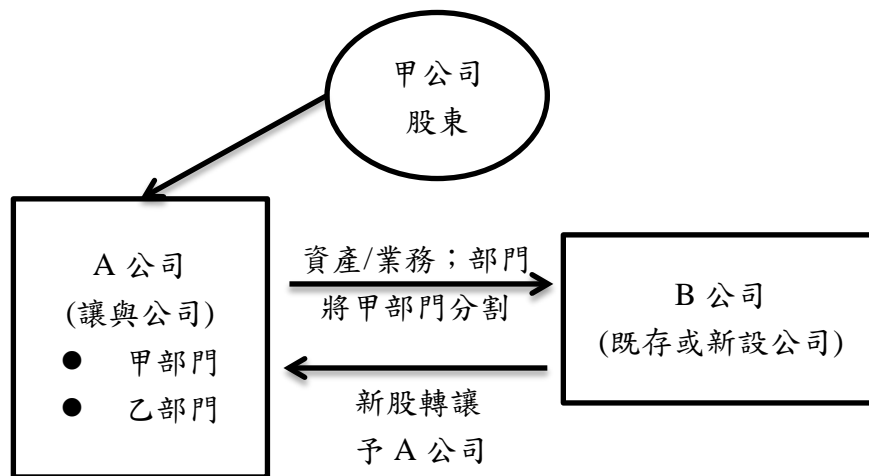 甲公司
股東
A 公司
(讓與公司)
● 甲部門
● 乙部門
資產/業務；部門
將甲部門分割
新股轉讓
予 A 公司
B 公司
(既存或新設公司)